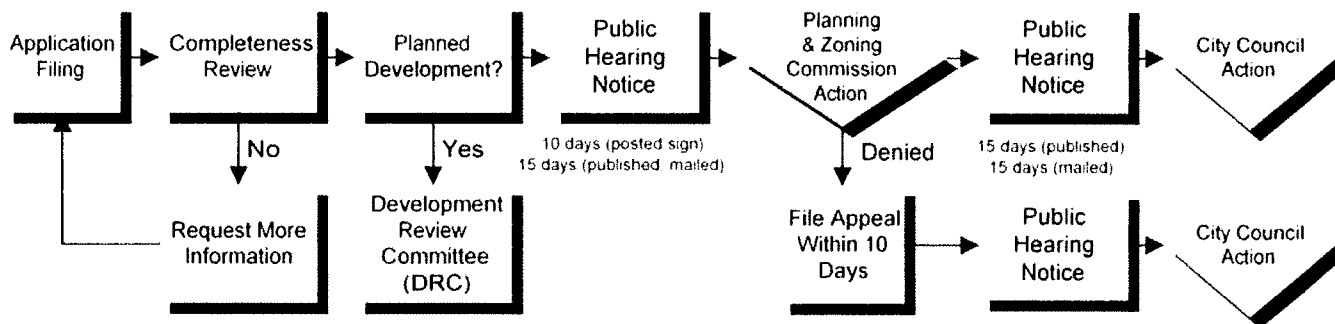 Application
Filing
Completeness
Review
Planned
Development?
Public
Hearing
Notice
Planning
& Zoning
Commission
Action
Public
Hearing
Notice
City Council
Action
No
Yes
10 days (posted sign)
15 days (published, mailed)
Denied
15 days (published)
15 days (mailed)
Request More
Information
Development
Review
Committee
(DRC)
File Appeal
Within 10
Days
Public
Hearing
Notice
City Council
Action